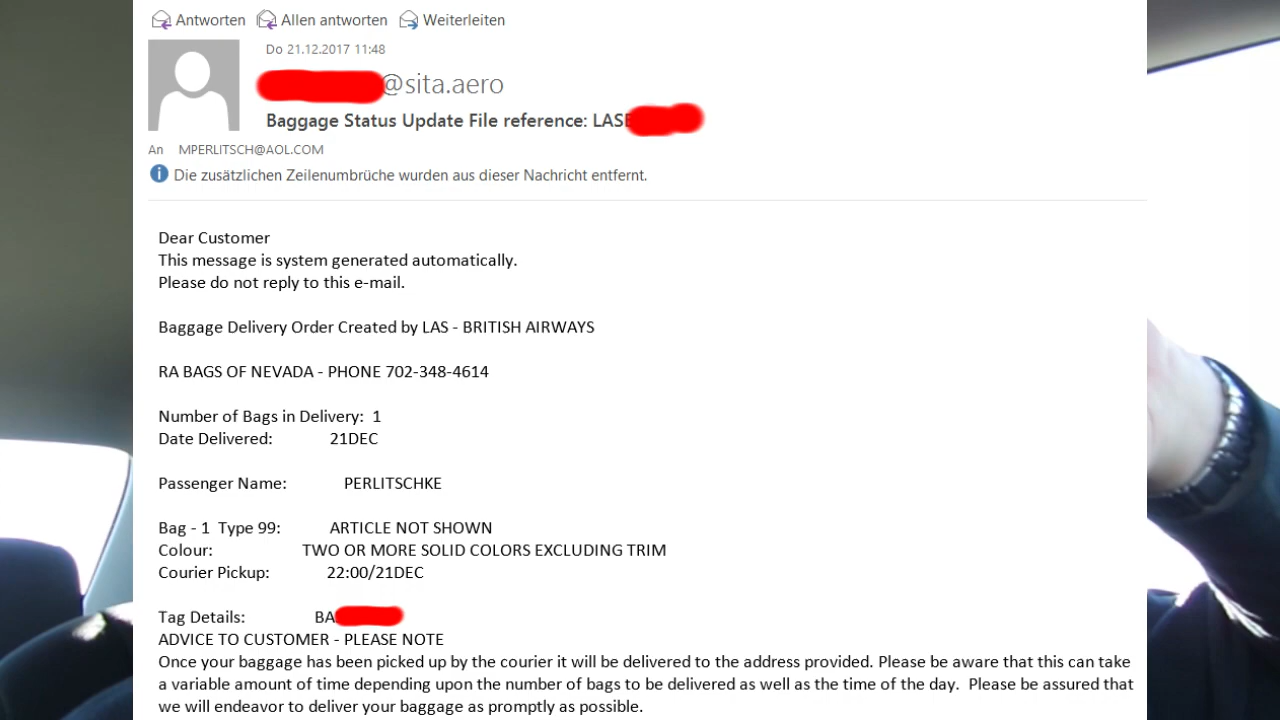 Antworten Allen antworten Weiterleiten
Do 21.12.2017 11:48
@sita.aero
Baggage Status Update File reference: LASE
An MPERLITSCH@AOL.COM
Die zusätzlichen Zeilenumbrüche wurden aus dieser Nachricht entfernt.
Dear Customer
This message is system generated automatically.
Please do not reply to this e-mail.
Baggage Delivery Order Created by LAS - BRITISH AIRWAYS
RA BAGS OF NEVADA - PHONE 702-348-4614
Number of Bags in Delivery: 1
Date Delivered: 21DEC
Passenger Name: PERLITSCHKE
Bag - 1 Type 99: ARTICLE NOT SHOWN
Colour: TWO OR MORE SOLID COLORS EXCLUDING TRIM
Courier Pickup: 22:00/21DEC
Tag Details: BA
ADVICE TO CUSTOMER - PLEASE NOTE
Once your baggage has been picked up by the courier it will be delivered to the address provided. Please be aware that this can take
a variable amount of time depending upon the number of bags to be delivered as well as the time of the day. Please be assured that
we will endeavor to deliver your baggage as promptly as possible.